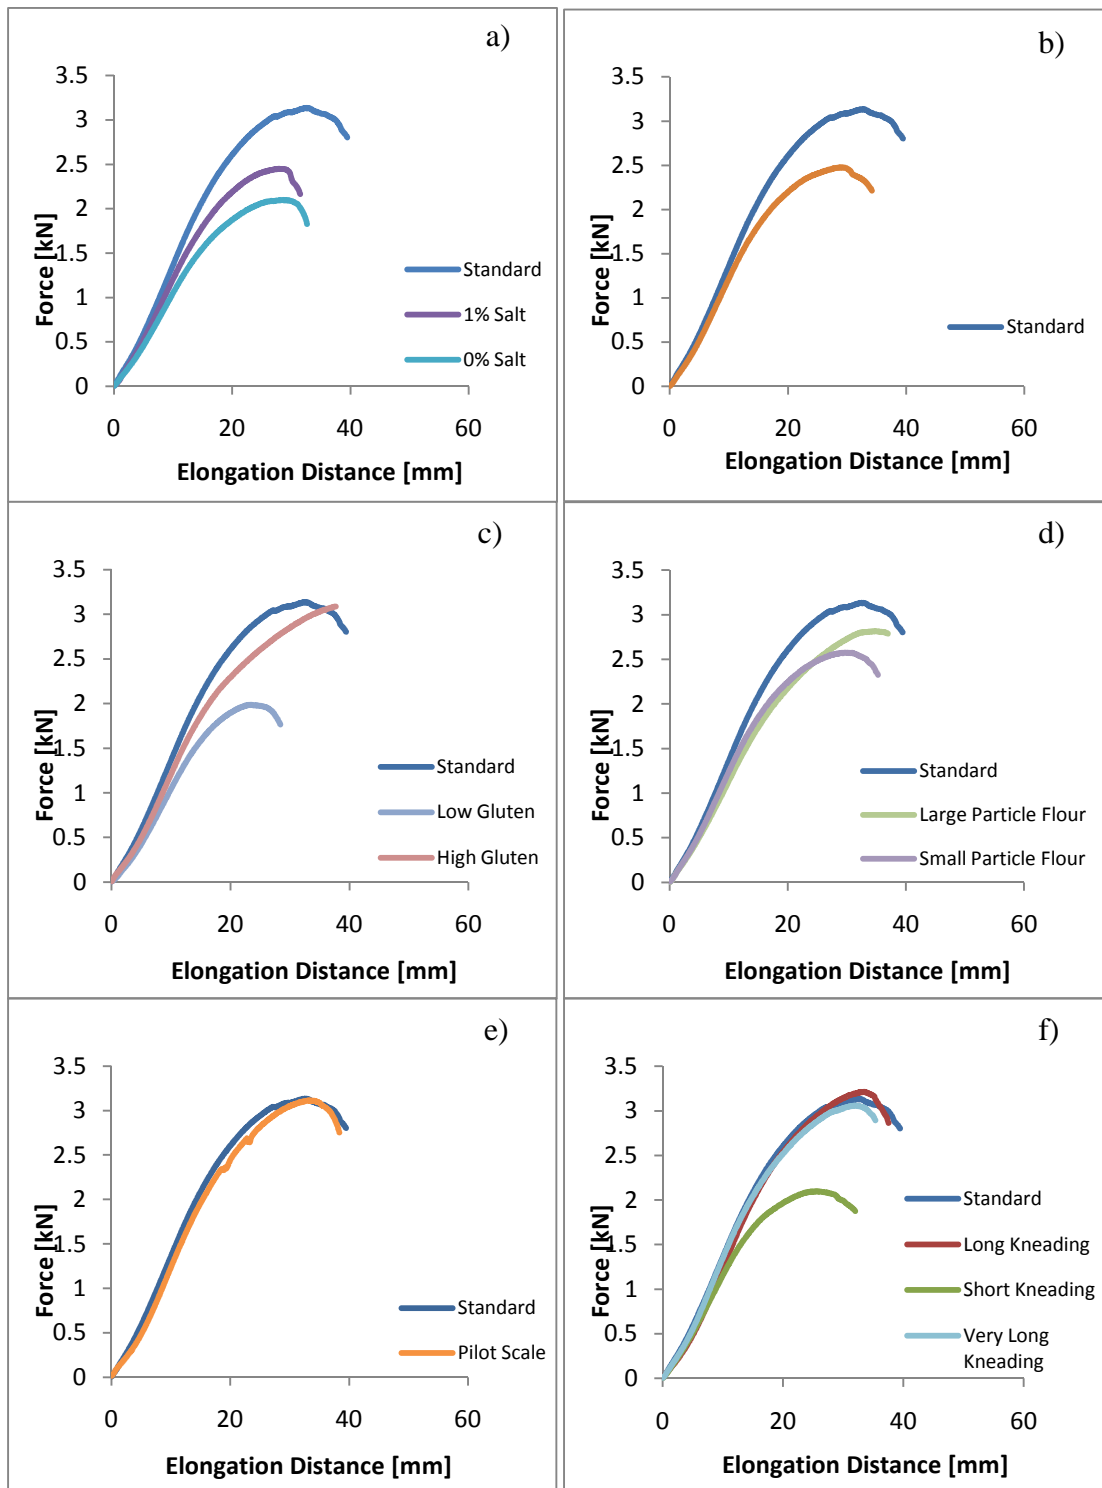 a)
3.5
3
2.5
2
1.5
1
0.5
0
0 20 40 60
Force [kN]
Elongation Distance [mm]
Standard
1% Salt
0% Salt
b)
3.5
3
2.5
2
1.5
1
0.5
0
0 20 40 60
Force [kN]
Elongation Distance [mm]
Standard
c)
3.5
3
2.5
2
1.5
1
0.5
0
0 20 40 60
Force [kN]
Elongation Distance [mm]
Standard
Low Gluten
High Gluten
d)
3.5
3
2.5
2
1.5
1
0.5
0
0 20 40 60
Force [kN]
Elongation Distance [mm]
Standard
Large Particle Flour
Small Particle Flour
e)
3.5
3
2.5
2
1.5
1
0.5
0
0 20 40 60
Force [kN]
Elongation Distance [mm]
Standard
Pilot Scale
f)
3.5
3
2.5
2
1.5
1
0.5
0
0 20 40 60
Force [kN]
Elongation Distance [mm]
Standard
Long Kneading
Short Kneading
Very Long
Kneading